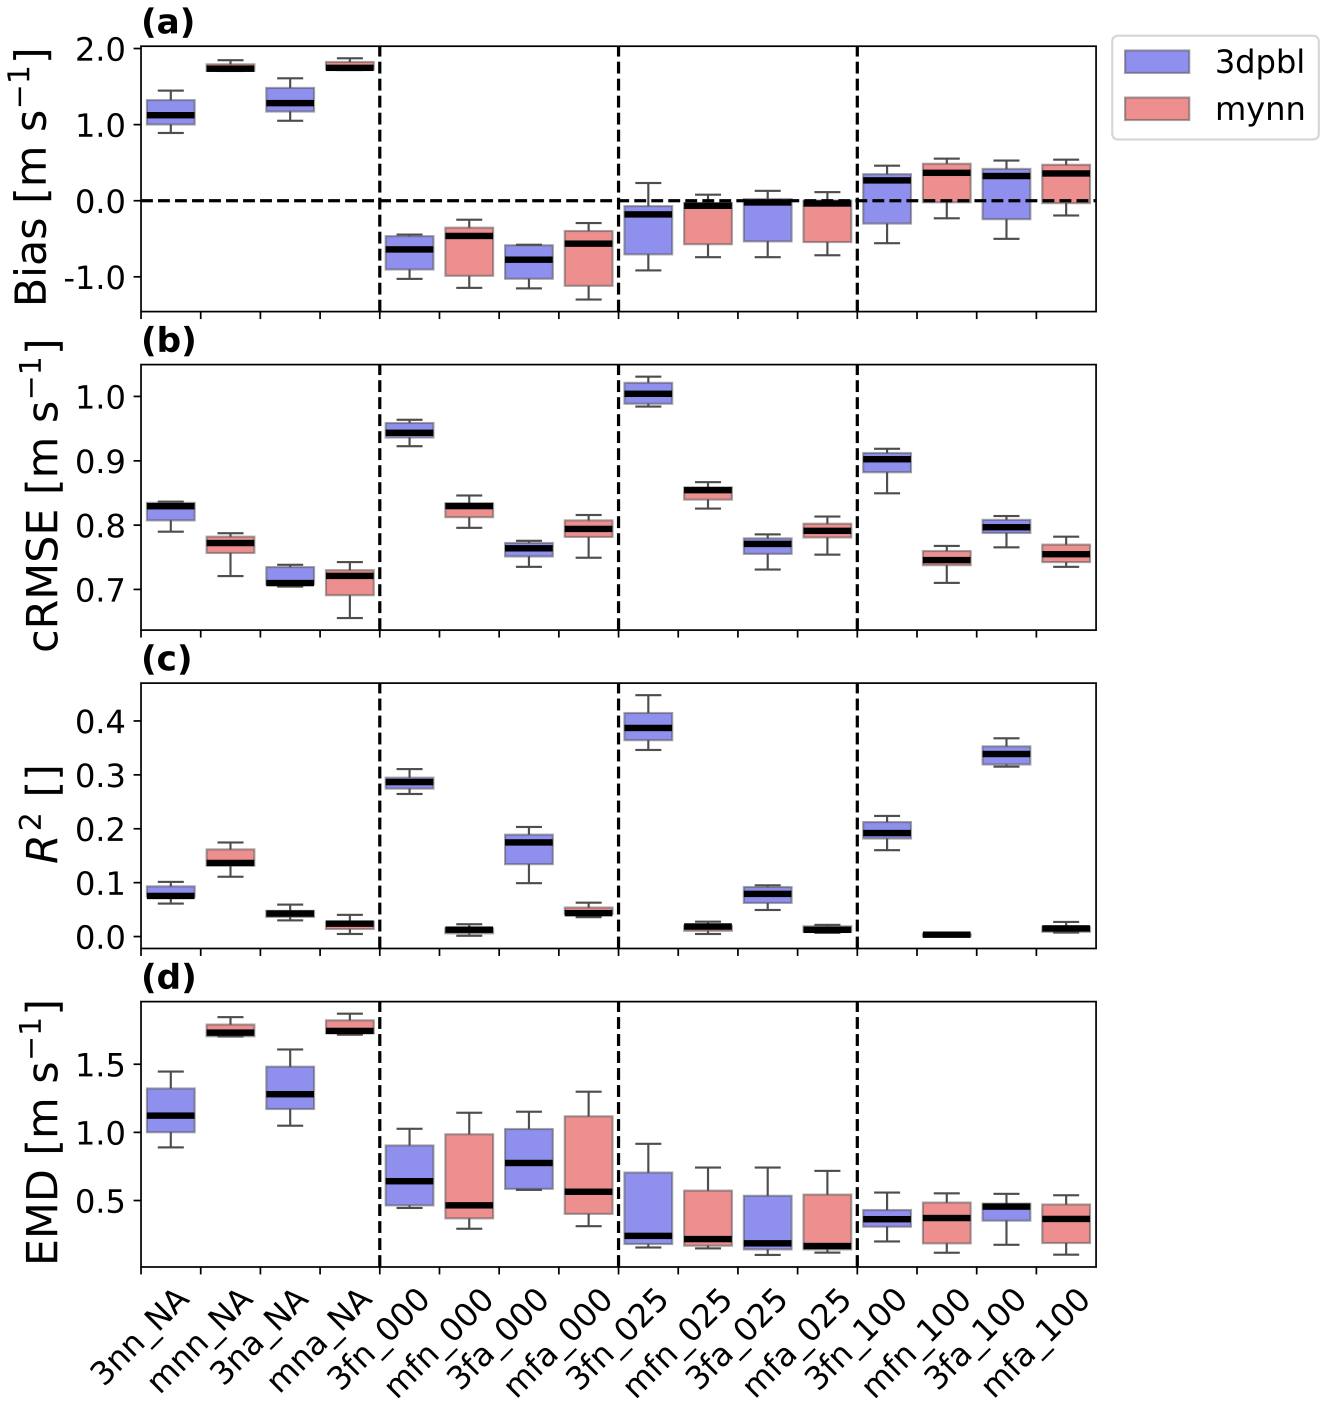 (a)
Bias [m s⁻¹]
2.0
1.0
0.0
-1.0
3dpbl
mynn
(b)
cRMSE [m s⁻¹]
1.0
0.9
0.8
0.7
(c)
R² []
0.4
0.3
0.2
0.1
0.0
(d)
EMD [m s⁻¹]
1.5
1.0
0.5
3nn_NA
mnn_NA
3na_NA
mna_NA
3fn_000
mfn_000
3fa_000
mfa_000
3fn_025
mfn_025
3fa_025
mfa_025
3fn_100
mfn_100
3fa_100
mfa_100